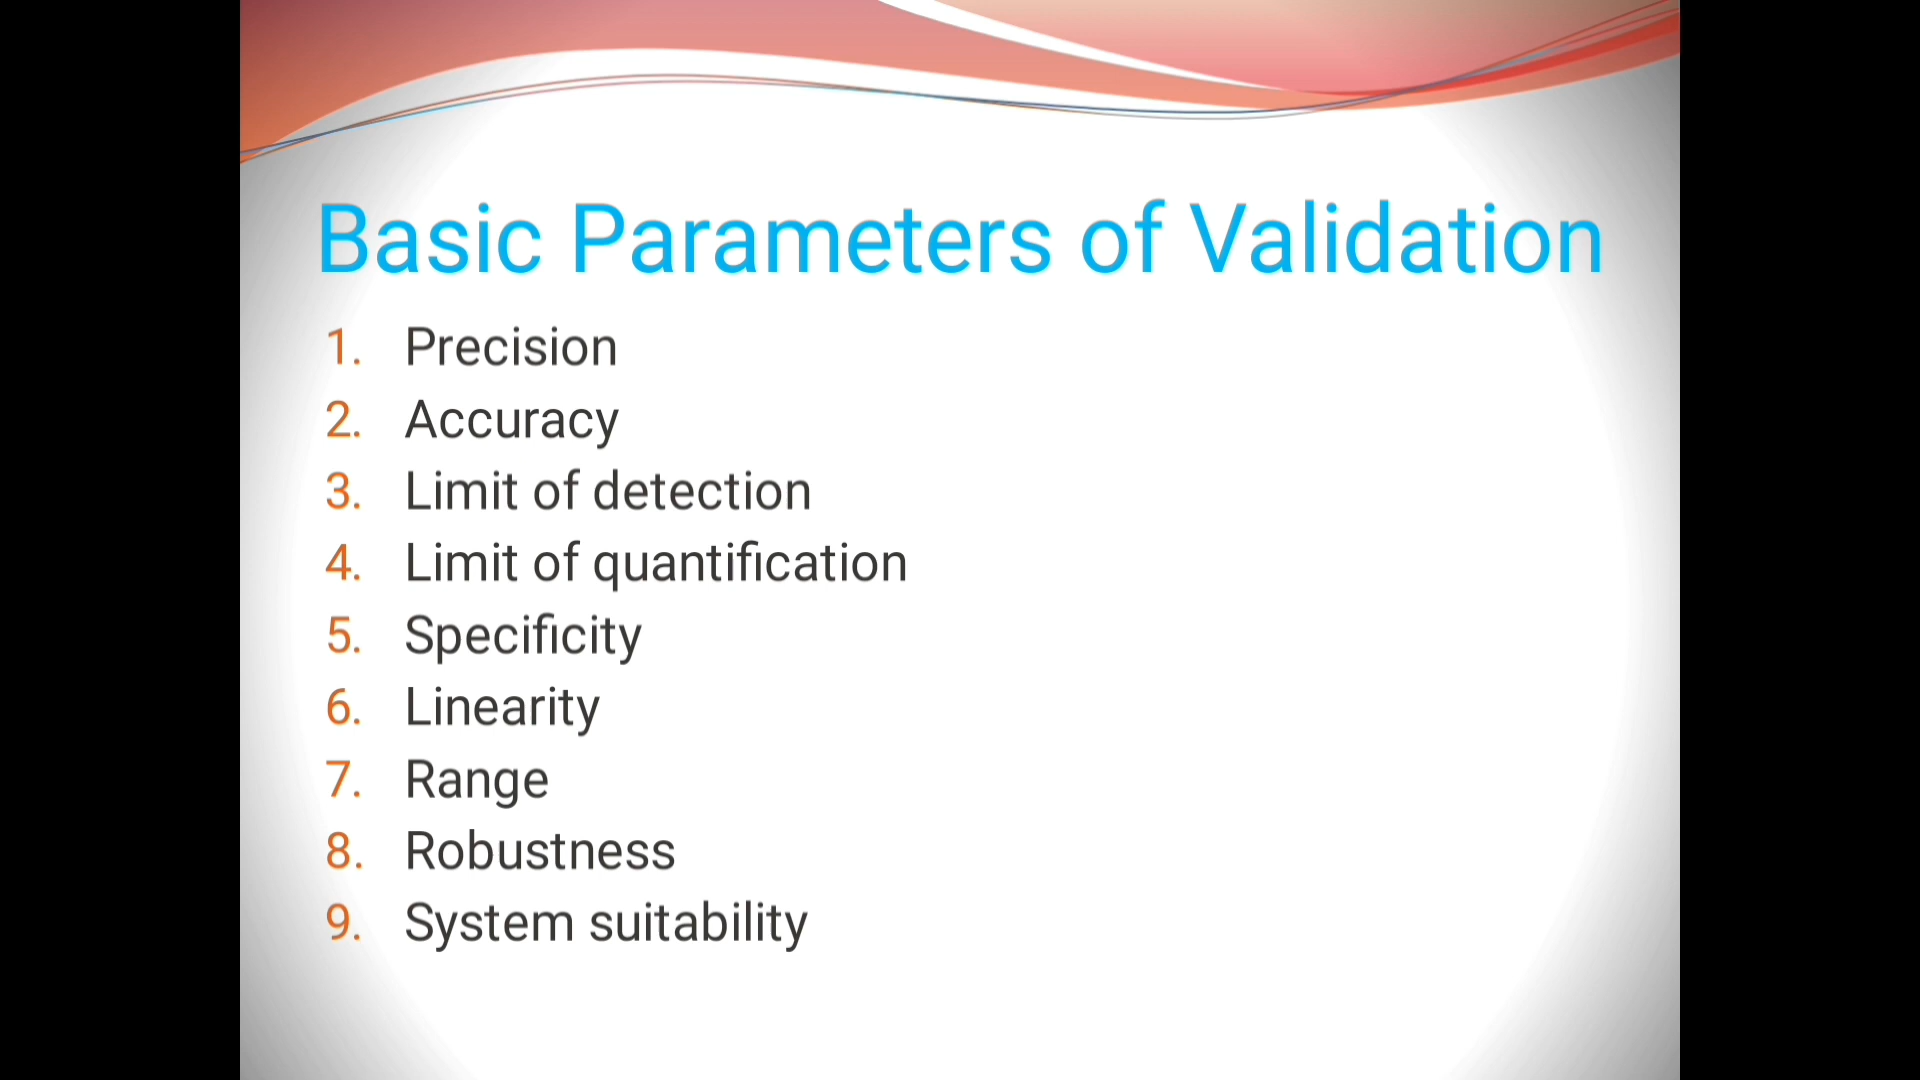 Basic Parameters of Validation
1. Precision
2. Accuracy
3. Limit of detection
4. Limit of quantification
5. Specificity
6. Linearity
7. Range
8. Robustness
9. System suitability